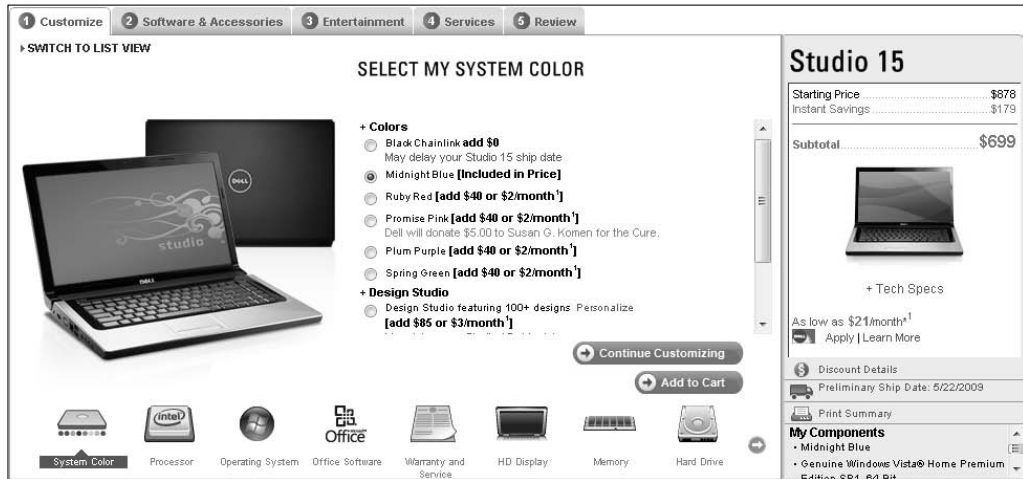 1 Customize 2 Software & Accessories 3 Entertainment 4 Services 5 Review
SWITCH TO LIST VIEW
SELECT MY SYSTEM COLOR
+ Colors
Black Chainlink add $0
May delay your Studio 15 ship date
Midnight Blue [Included in Price]
Ruby Red [add $40 or $2/month¹]
Promise Pink [add $40 or $2/month¹]
Dell will donate $5.00 to Susan G. Komen for the Cure.
Plum Purple [add $40 or $2/month¹]
Spring Green [add $40 or $2/month¹]
+ Design Studio
Design Studio featuring 100+ designs Personalize
[add $85 or $3/month¹]
DELL
studio
DELL
Continue Customizing
Add to Cart
intel
Office
System Color
Processor
Operating System
Office Software
Warranty and
Service
HD Display
Memory
Hard Drive
Studio 15
Starting Price $878
Instant Savings $179
Subtotal $699
+ Tech Specs
As low as $21/month*¹
Apply | Learn More
$ Discount Details
Preliminary Ship Date: 5/22/2009
Print Summary
My Components
• Midnight Blue
• Genuine Windows Vista® Home Premium
Edition SP1, 64 Bit